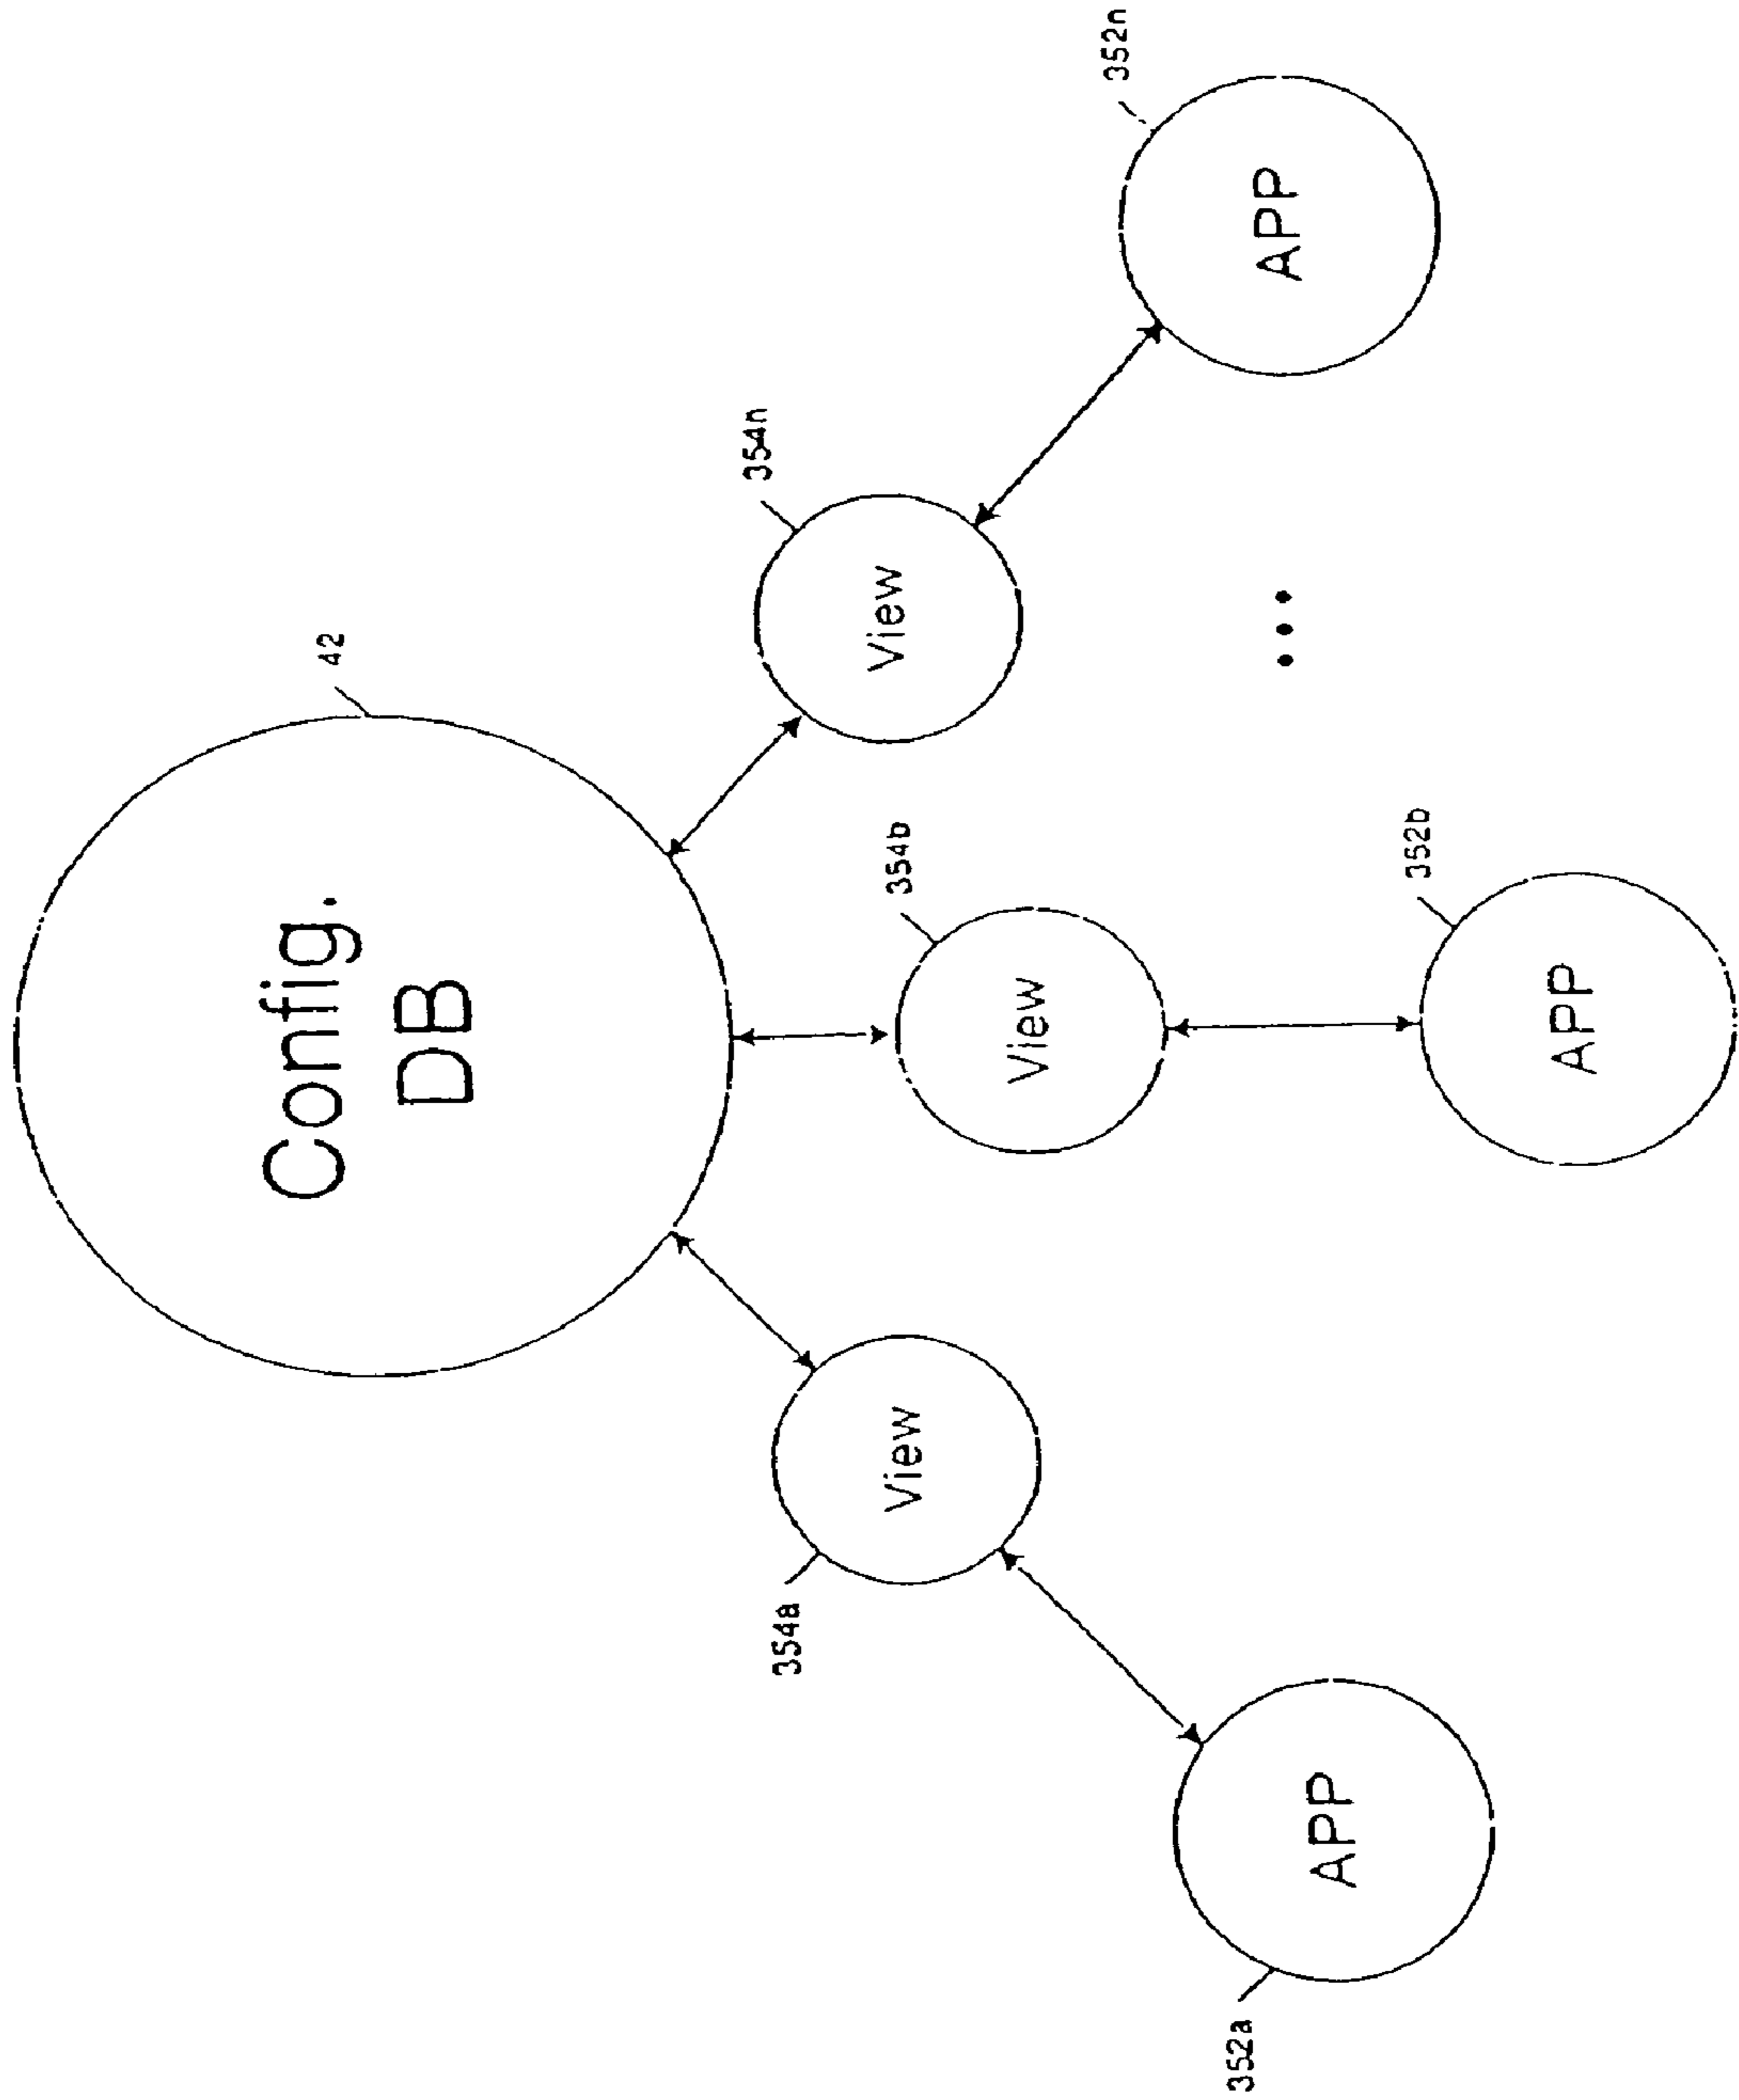 Config.
DB
42
354a
View
354b
View
354n
View
352a
APP
352b
APP
352n
APP
...